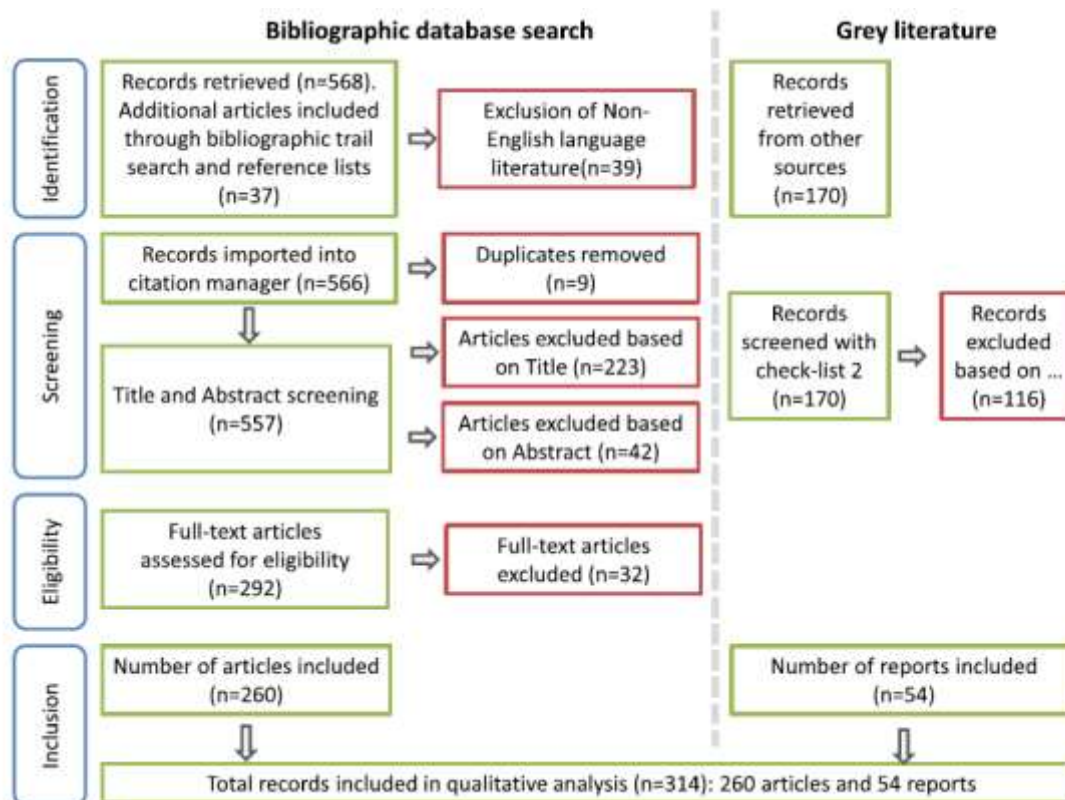 Bibliographic database search
Grey literature
Identification
Records retrieved (n=568).
Additional articles included
through bibliographic trail
search and reference lists
(n=37)
Exclusion of Non-
English language
literature(n=39)
Records
retrieved
from other
sources
(n=170)
Screening
Records imported into
citation manager (n=566)
Duplicates removed
(n=9)
Title and Abstract screening
(n=557)
Articles excluded based
on Title (n=223)
Articles excluded based
on Abstract (n=42)
Records
screened with
check-list 2
(n=170)
Records
excluded
based on ...
(n=116)
Eligibility
Full-text articles
assessed for eligibility
(n=292)
Full-text articles
excluded (n=32)
Inclusion
Number of articles included
(n=260)
Number of reports included
(n=54)
Total records included in qualitative analysis (n=314): 260 articles and 54 reports